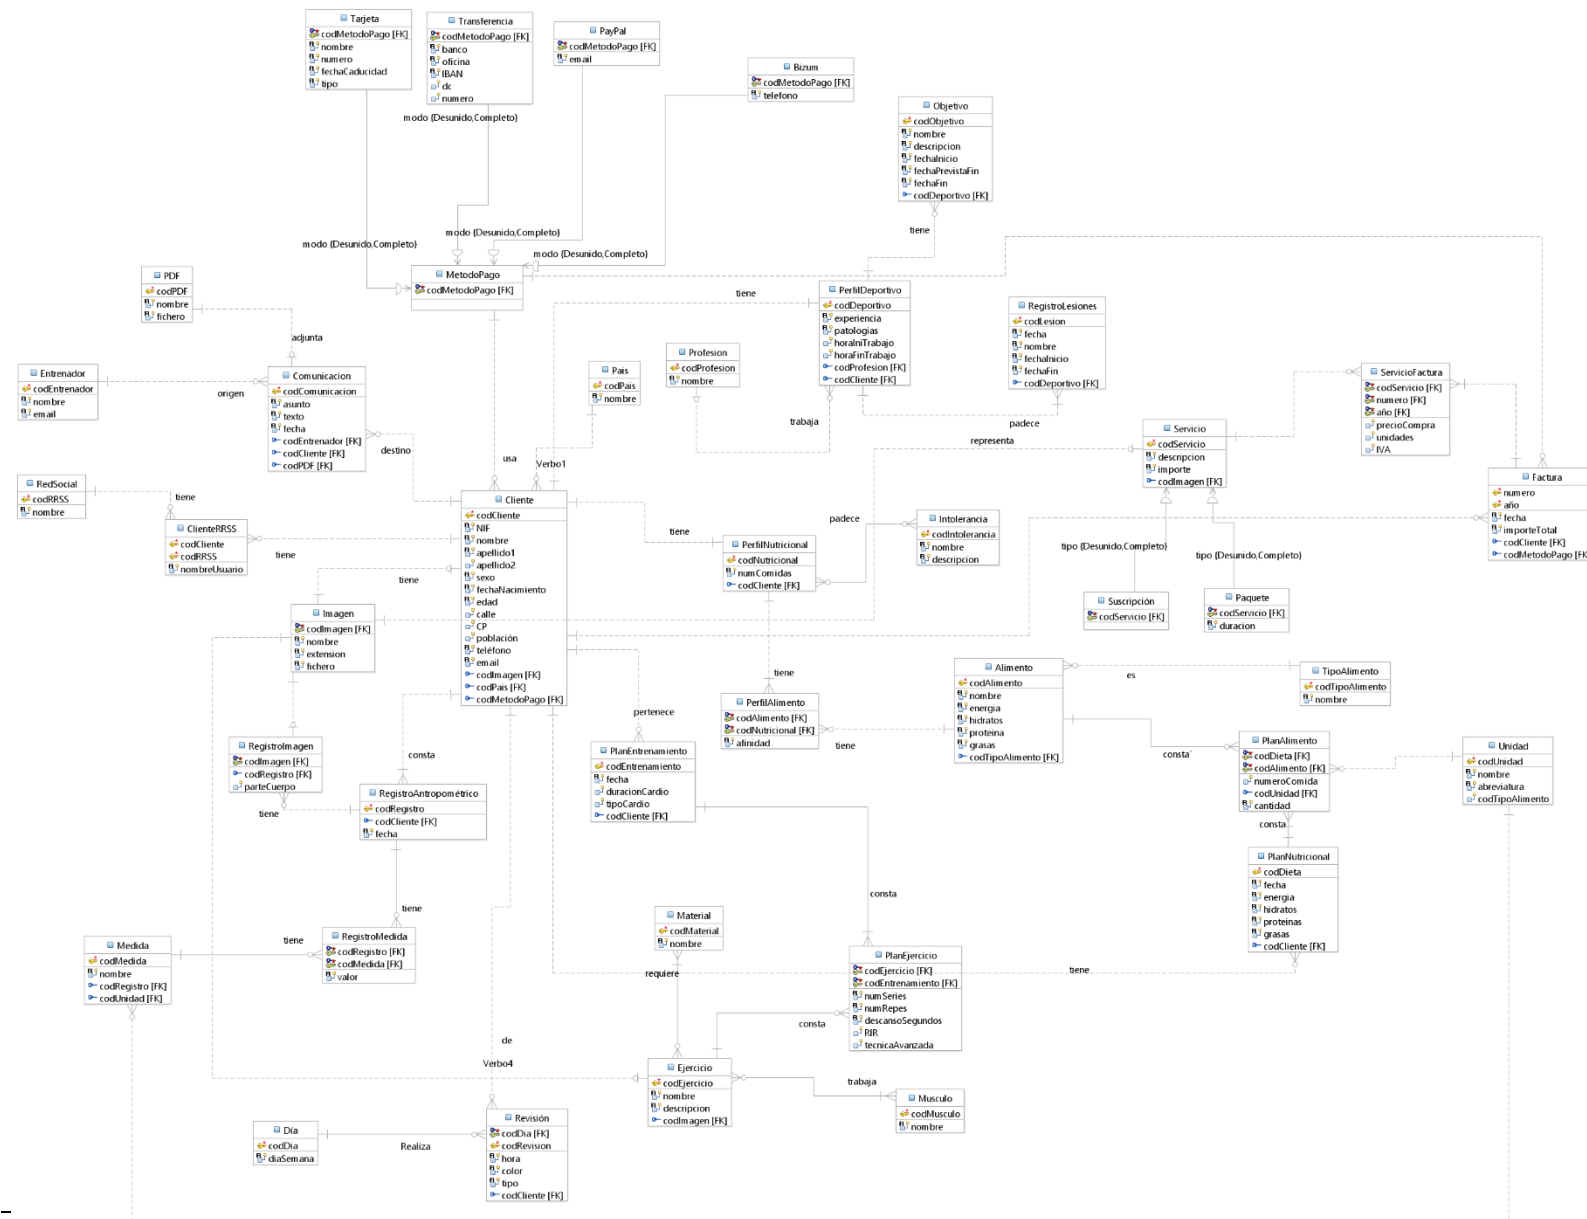 Tarjeta
codMetodoPago [FK]
nombre
numero
fechaCaducidad
tipo
Transferencia
codMetodoPago [FK]
banco
oficina
IBAN
dc
numero
PayPal
codMetodoPago [FK]
email
Bizum
codMetodoPago [FK]
telefono
Objetivo
codObjetivo
nombre
descripcion
fechaInicio
fechaPrevistaFin
fechaFin
codDeportivo [FK]
modo {Desunido,Completo}
modo {Desunido,Completo}
modo {Desunido,Completo}
modo {Desunido,Completo}
tiene
MetodoPago
codMetodoPago [FK]
PDF
codPDF
nombre
fichero
adjunta
tiene
PerfilDeportivo
codDeportivo
experiencia
patologias
horaIniTrabajo
horaFinTrabajo
codProfesion [FK]
codCliente [FK]
RegistroLesiones
codLesion
fecha
nombre
fechaInicio
fechaFin
codDeportivo [FK]
Profesion
codProfesion
nombre
Pais
codPais
nombre
Entrenador
codEntrenador
nombre
email
origen
Comunicacion
codComunicacion
asunto
texto
fecha
codEntrenador [FK]
codCliente [FK]
codPDF [FK]
destino
usa
Verbo1
trabaja
padece
representa
Servicio
codServicio
descripcion
importe
codImagen [FK]
ServicioFactura
codServicio [FK]
numero [FK]
año [FK]
precioCompra
unidades
IVA
Factura
numero
año
fecha
importeTotal
codCliente [FK]
codMetodoPago [FK]
RedSocial
codRRSS
nombre
tiene
ClienteRRSS
codCliente
codRRSS
nombreUsuario
tiene
Cliente
codCliente
NIF
nombre
apellido1
apellido2
sexo
fechaNacimiento
edad
calle
CP
población
teléfono
email
codImagen [FK]
codPais [FK]
codMetodoPago [FK]
tiene
tiene
PerfilNutricional
codNutricional
numComidas
codCliente [FK]
padece
Intolerancia
codIntolerancia
nombre
descripcion
tipo {Desunido,Completo}
tipo {Desunido,Completo}
Suscripción
codServicio [FK]
Paquete
codServicio [FK]
duracion
Imagen
codImagen [FK]
nombre
extension
fichero
tiene
PerfilAlimento
codAlimento [FK]
codNutricional [FK]
afinidad
tiene
Alimento
codAlimento
nombre
energia
hidratos
proteina
grasas
codTipoAlimento [FK]
es
TipoAlimento
codTipoAlimento
nombre
pertenece
PlanEntrenamiento
codEntrenamiento
fecha
duracionCardio
tipoCardio
codCliente [FK]
RegistroImagen
codImagen [FK]
codRegistro [FK]
parteCuerpo
tiene
consta
RegistroAntropométrico
codRegistro
codCliente [FK]
fecha
consta
PlanAlimento
codDieta [FK]
codAlimento [FK]
numeroComida
codUnidad [FK]
cantidad
consta
Unidad
codUnidad
nombre
abreviatura
codTipoAlimento
PlanNutricional
codDieta
fecha
energia
hidratos
proteinas
grasas
codCliente [FK]
tiene
consta
tiene
Medida
codMedida
nombre
codRegistro [FK]
codUnidad [FK]
tiene
RegistroMedida
codRegistro [FK]
codMedida [FK]
valor
Material
codMaterial
nombre
requiere
PlanEjercicio
codEjercicio [FK]
codEntrenamiento [FK]
numSeries
numRepes
descansoSegundos
RIR
tecnicaAvanzada
consta
de
Verbo4
Ejercicio
codEjercicio
nombre
descripcion
codImagen [FK]
trabaja
Musculo
codMusculo
nombre
Día
codDia
diaSemana
Realiza
Revisión
codDia [FK]
codRevision
hora
color
tipo
codCliente [FK]